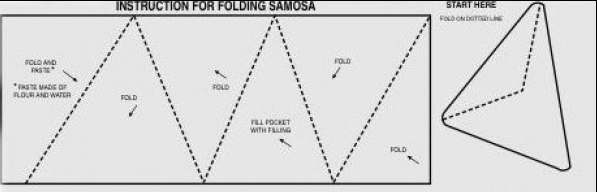 INSTRUCTION FOR FOLDING SAMOSA
START HERE
FOLD ON DOTTED LINE
FOLD AND
PASTE*
*PASTE MADE OF
FLOUR AND WATER
FOLD
FOLD
FILL POCKET
WITH FILLING
FOLD
FOLD